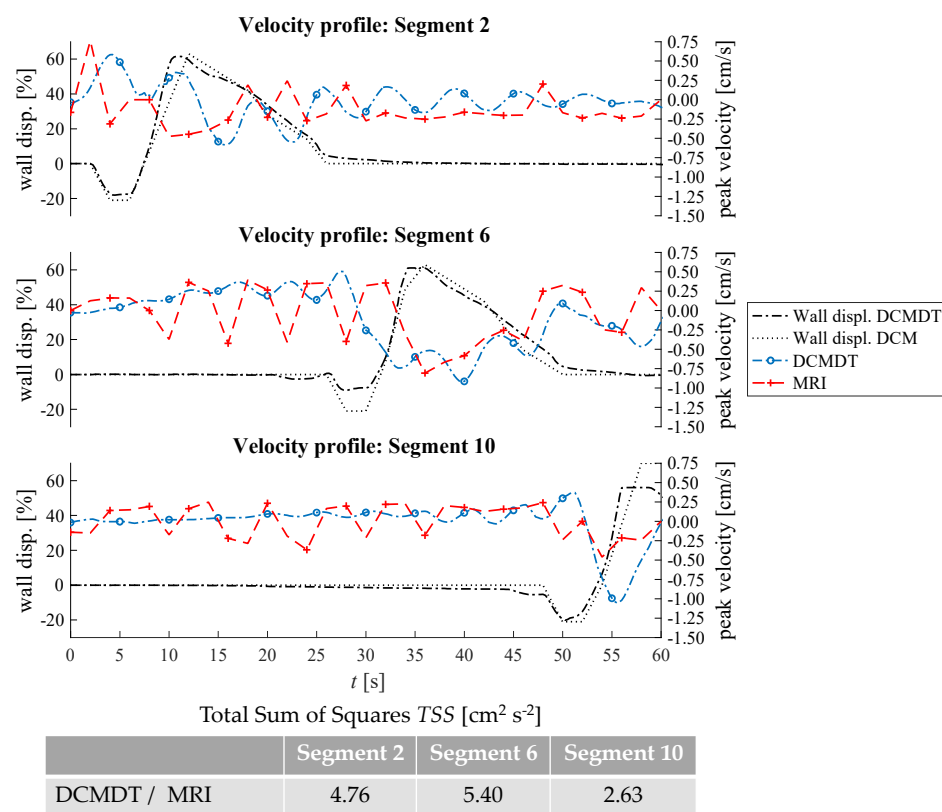 Velocity profile: Segment 2
wall disp. [%]
60
40
20
0
-20
0.75
0.50
0.25
0.00
-0.25
-0.50
-0.75
-1.00
-1.25
-1.50
peak velocity [cm/s]
Velocity profile: Segment 6
wall disp. [%]
60
40
20
0
-20
0.75
0.50
0.25
0.00
-0.25
-0.50
-0.75
-1.00
-1.25
-1.50
peak velocity [cm/s]
Wall displ. DCMDT
Wall displ. DCM
DCMDT
MRI
Velocity profile: Segment 10
wall disp. [%]
60
40
20
0
-20
0.75
0.50
0.25
0.00
-0.25
-0.50
-0.75
-1.00
-1.25
-1.50
peak velocity [cm/s]
0 5 10 15 20 25 30 35 40 45 50 55 60
t [s]
Total Sum of Squares TSS [cm² s⁻²]
Segment 2 Segment 6 Segment 10
DCMDT / MRI 4.76 5.40 2.63